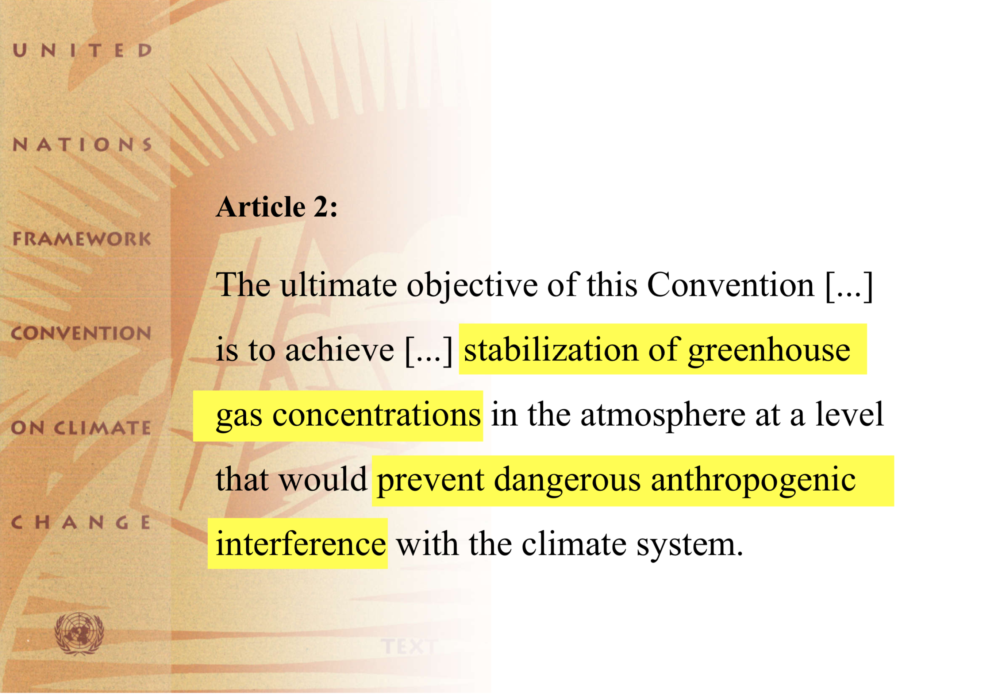 UNITED
NATIONS
FRAMEWORK
CONVENTION
ON CLIMATE
CHANGE
Article 2:
The ultimate objective of this Convention [...]
is to achieve [...] stabilization of greenhouse
gas concentrations in the atmosphere at a level
that would prevent dangerous anthropogenic
interference with the climate system.
TEXT